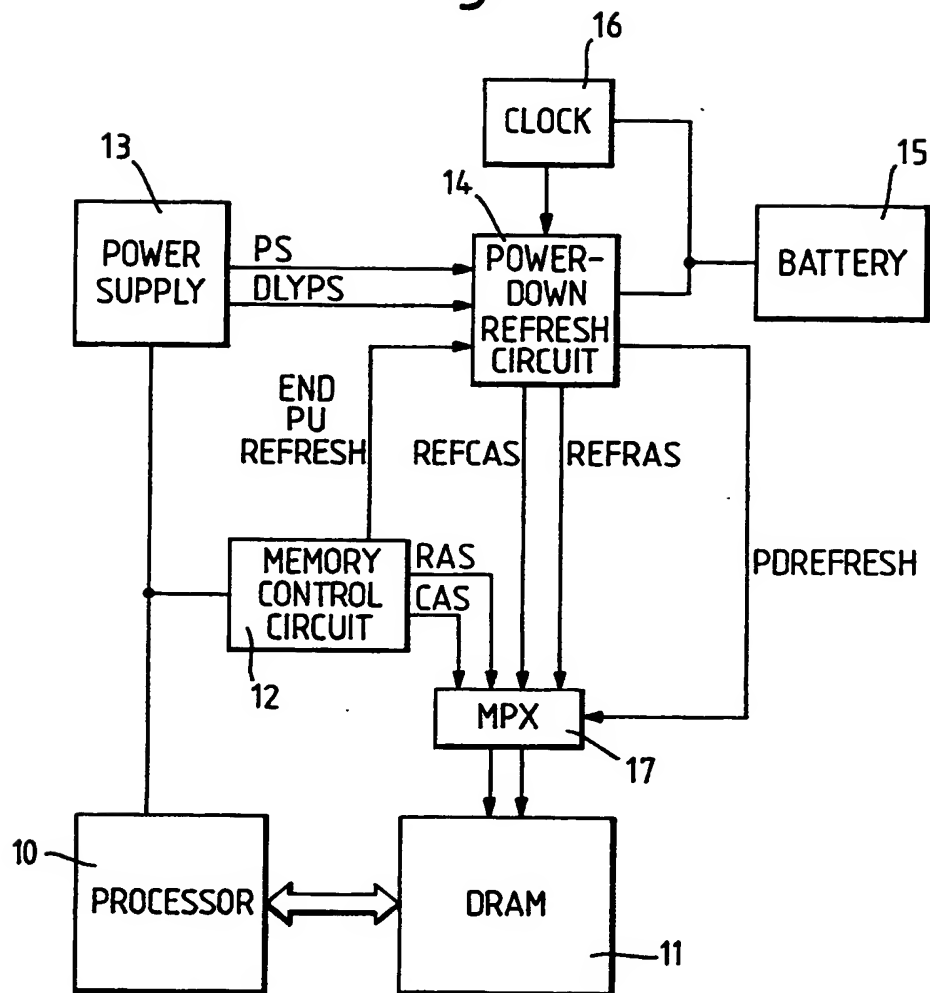 16
CLOCK
13
14
15
POWER
SUPPLY
PS
DLYPS
POWER-
DOWN
REFRESH
CIRCUIT
BATTERY
END
PU
REFRESH
REFCAS
REFRAS
PDREFRESH
MEMORY
CONTROL
CIRCUIT
RAS
CAS
12
MPX
17
10
PROCESSOR
DRAM
11